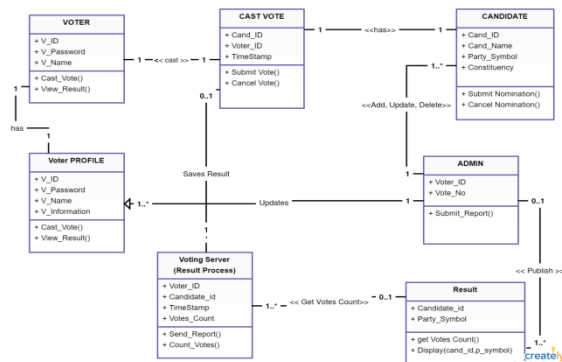 VOTER
+ V_ID
+ V_Password
+ V_Name
+ Cast_Vote()
+ View_Result()
1
<< cast >>
1
CAST VOTE
+ Cand_ID
+ Voter_ID
+ TimeStamp
+ Submit Vote()
+ Cancel Vote()
1
<<has>>
1
CANDIDATE
+ Cand_ID
+ Cand_Name
+ Party_Symbol
+ Constituency
+ Submit Nomination()
+ Cancel Nomination()
1
has
1
0..1
Saves Result
1
1..*
<<Add, Update, Delete>>
1
Voter PROFILE
+ V_ID
+ V_Password
+ V_Name
+ V_Information
+ Cast_Vote()
+ View_Result()
1..*
Updates
1
ADMIN
+ Voter_ID
+ Vote_No
+ Submit_Report()
0..1
<< Publish >>
1..*
Voting Server
(Result Process)
+ Voter_ID
+ Candidate_id
+ TimeStamp
+ Votes_Count
+ Send_Report()
+ Count_Votes()
1..*
<< Get Votes Count>>
0..1
Result
+ Candidate_id
+ Party_Symbol
+ get Votes Count()
+ Display(cand_id,p_symbol)
creately